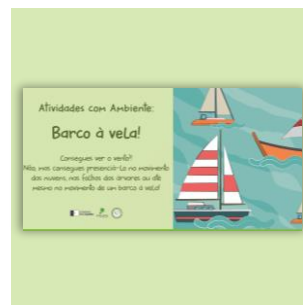 Atividades com Ambiente:
Barco à vela!
Consegues ver o vento?
Não, mas consegues presenciá-lo no movimento
das nuvens, nas folhas das árvores ou até
mesmo no movimento de um barco à vela!